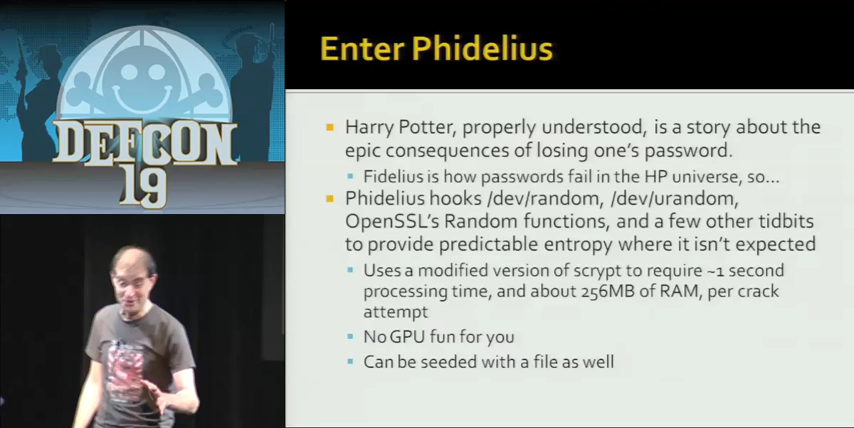 DEFCON
19
Enter Phidelius
Harry Potter, properly understood, is a story about the
epic consequences of losing one's password.
Fidelius is how passwords fail in the HP universe, so…
Phidelius hooks /dev/random, /dev/urandom,
OpenSSL's Random functions, and a few other tidbits
to provide predictable entropy where it isn't expected
Uses a modified version of scrypt to require ~1 second
processing time, and about 256MB of RAM, per crack
attempt
No GPU fun for you
Can be seeded with a file as well